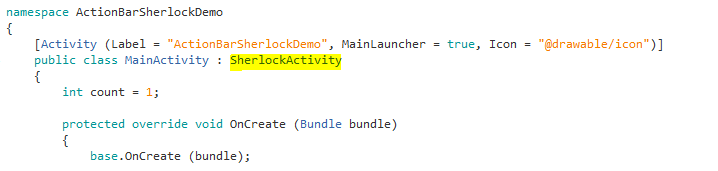 namespace ActionBarSherlockDemo
{
[Activity (Label = "ActionBarSherlockDemo", MainLauncher = true, Icon = "@drawable/icon")]
public class MainActivity : SherlockActivity
{
int count = 1;
protected override void OnCreate (Bundle bundle)
{
base.OnCreate (bundle);